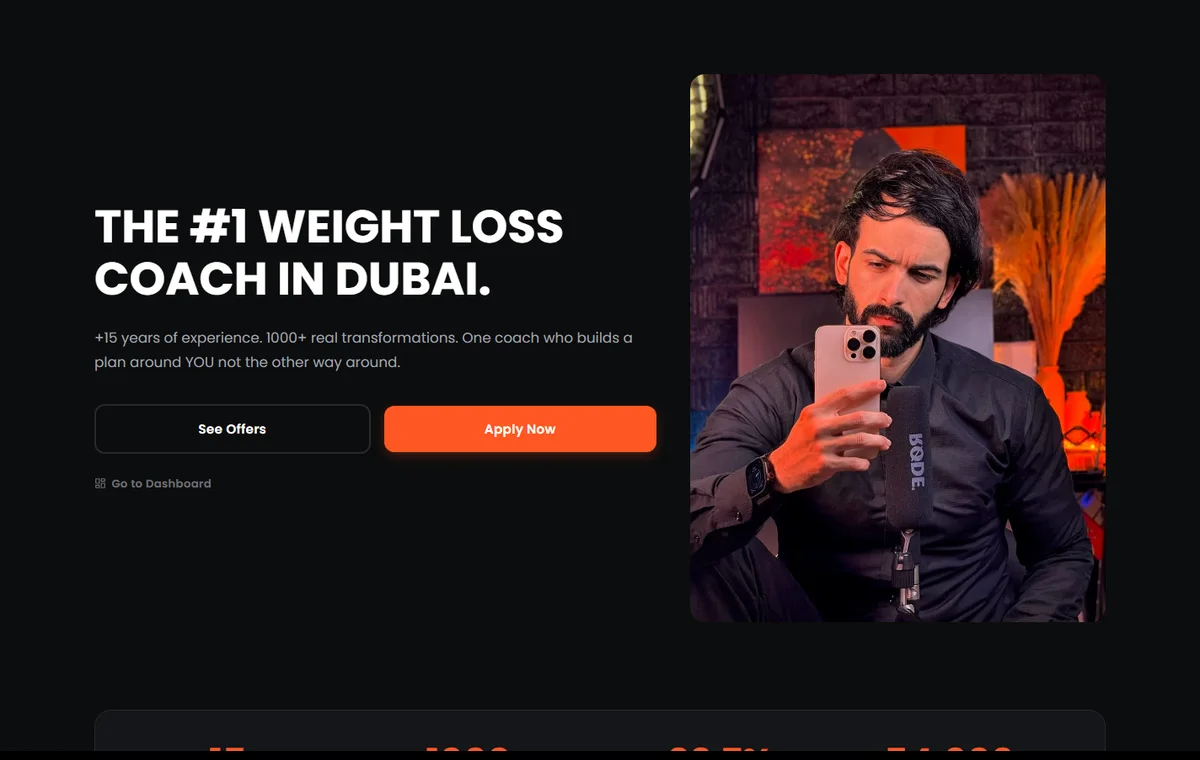 THE #1 WEIGHT LOSS
COACH IN DUBAI.
+15 years of experience. 1000+ real transformations. One coach who builds a
plan around YOU not the other way around.
See Offers
Apply Now
Go to Dashboard
BQDE.